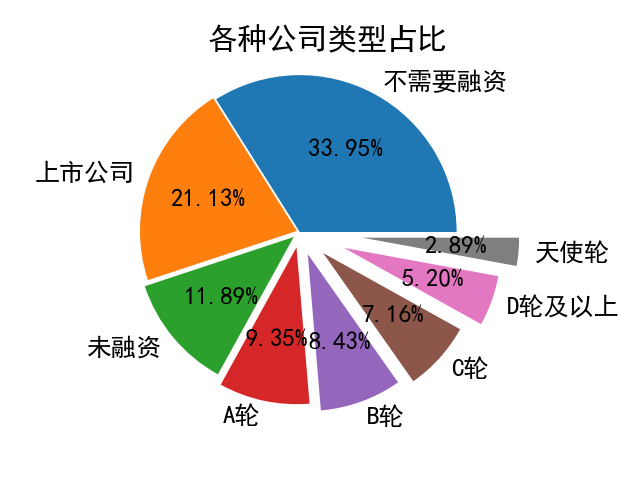 各种公司类型占比
不需要融资
33.95%
上市公司
21.13%
未融资
11.89%
A轮
9.35%
B轮
8.43%
C轮
7.16%
D轮及以上
5.20%
天使轮
2.89%